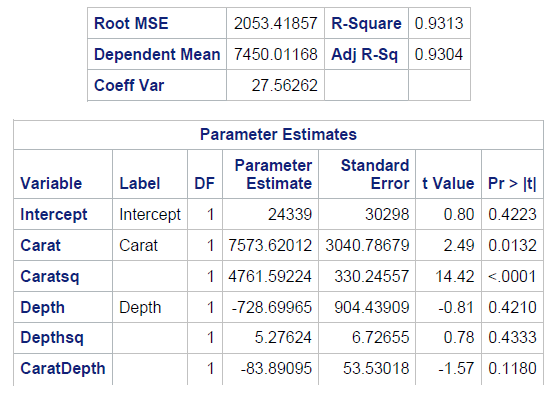 Root MSE 2053.41857 R-Square 0.9313
Dependent Mean 7450.01168 Adj R-Sq 0.9304
Coeff Var 27.56262
Parameter Estimates
Variable Label DF Parameter Estimate Standard Error t Value Pr > |t|
Intercept Intercept 1 24339 30298 0.80 0.4223
Carat Carat 1 7573.62012 3040.78679 2.49 0.0132
Caratsq 1 4761.59224 330.24557 14.42 <.0001
Depth Depth 1 -728.69965 904.43909 -0.81 0.4210
Depthsq 1 5.27624 6.72655 0.78 0.4333
CaratDepth 1 -83.89095 53.53018 -1.57 0.1180